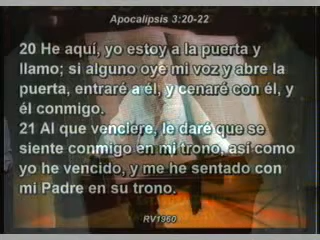 Apocalipsis 3:20-22
20 He aquí, yo estoy a la puerta y
llamo; si alguno oye mi voz y abre la
puerta, entraré a él, y cenaré con él, y
él conmigo.
21 Al que venciere, le daré que se
siente conmigo en mi trono, así como
yo he vencido, y me he sentado con
mi Padre en su trono.
RV1960